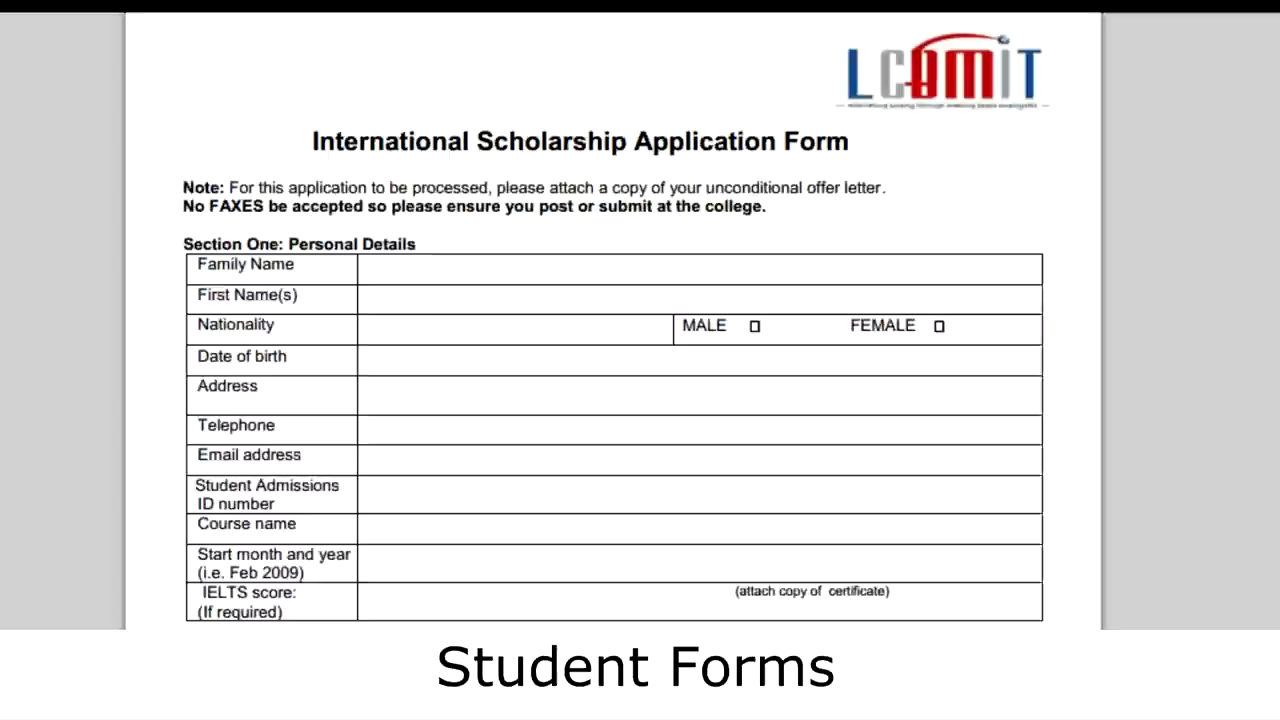 LCBMIT
International Scholarship Application Form
Note: For this application to be processed, please attach a copy of your unconditional offer letter.
No FAXES be accepted so please ensure you post or submit at the college.
Section One: Personal Details
Family Name
First Name(s)
Nationality MALE FEMALE
Date of birth
Address
Telephone
Email address
Student Admissions
ID number
Course name
Start month and year
(i.e. Feb 2009)
IELTS score: (attach copy of certificate)
(If required)
Student Forms